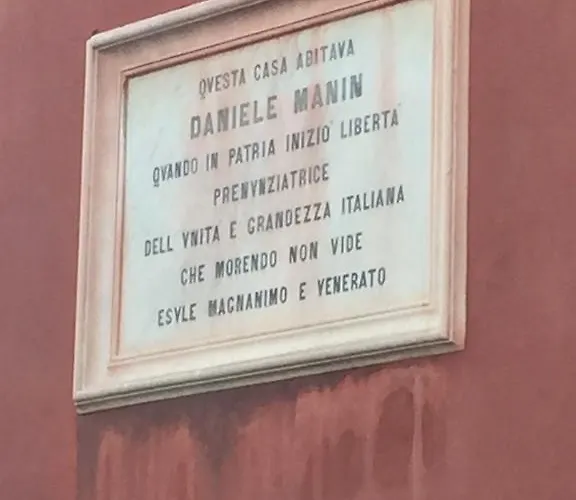 QVESTA CASA ABITAVA
DANIELE MANIN
QVANDO IN PATRIA INIZIO' LIBERTA'
PRENVNZIATRICE
DELL VNITA E GRANDEZZA ITALIANA
CHE MORENDO NON VIDE
ESVLE MAGNANIMO E VENERATO